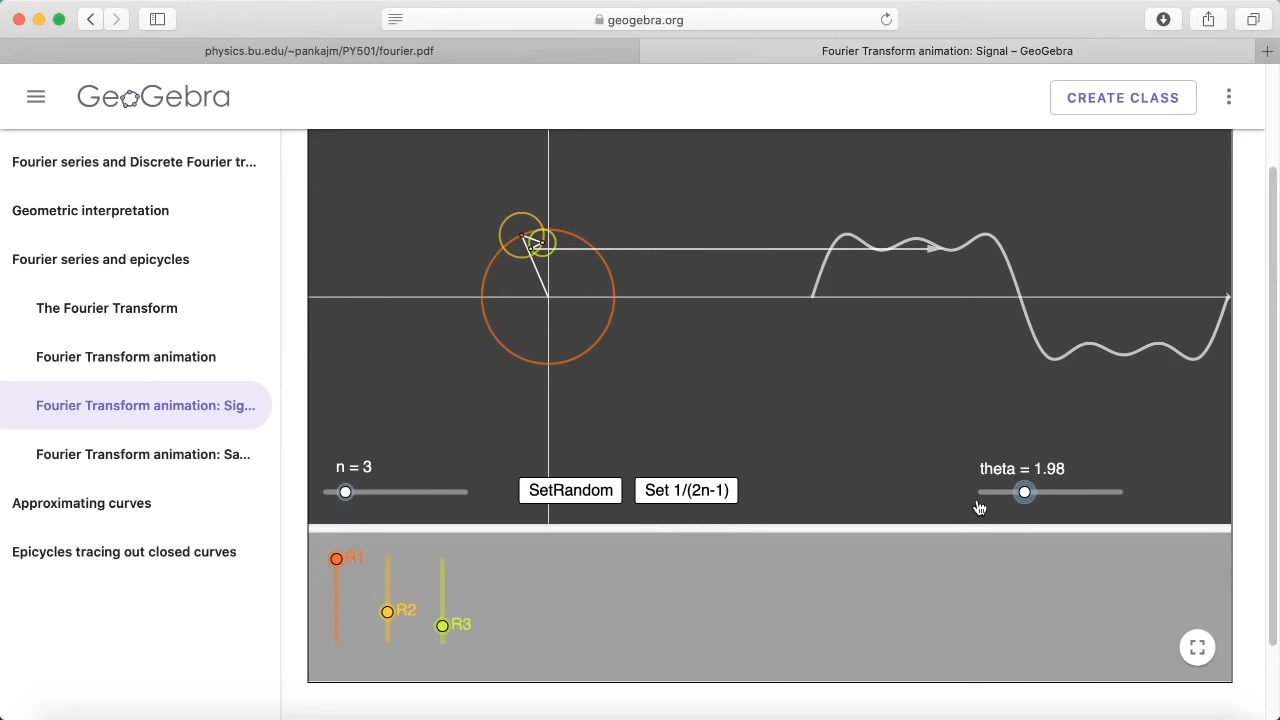 geogebra.org
physics.bu.edu/~pankajm/PY501/fourier.pdf
Fourier Transform animation: Signal – GeoGebra
GeoGebra
CREATE CLASS
Fourier series and Discrete Fourier tr...
Geometric interpretation
Fourier series and epicycles
The Fourier Transform
Fourier Transform animation
Fourier Transform animation: Sig...
Fourier Transform animation: Sa...
Approximating curves
Epicycles tracing out closed curves
n = 3
SetRandom
Set 1/(2n-1)
theta = 1.98
R1
R2
R3